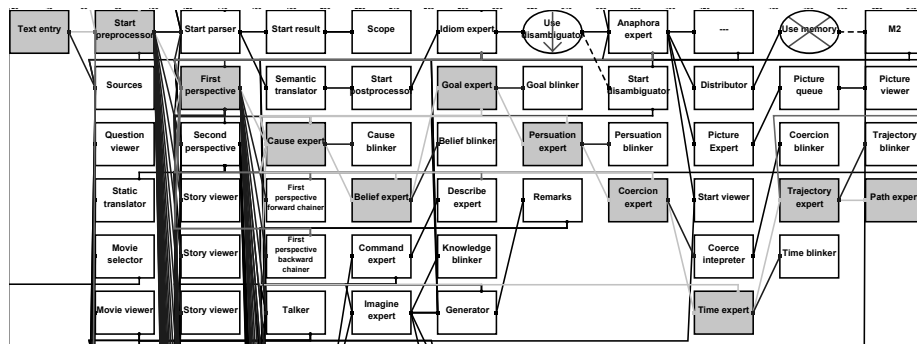 Text entry
Start
preprocessor
Start parser
Start result
Scope
Idiom expert
Use
disambiguator
Anaphora
expert
---
Use memory
M2
Sources
First
perspective
Semantic
translator
Start
postprocessor
Goal expert
Goal blinker
Start
disambiguator
Distributor
Picture
queue
Picture
viewer
Question
viewer
Second
perspective
Cause expert
Cause
blinker
Belief blinker
Persuation
expert
Persuation
blinker
Picture
Expert
Coercion
blinker
Trajectory
blinker
Static
translator
Story viewer
First
perspective
forward chainer
Belief expert
Describe
expert
Remarks
Coercion
expert
Start viewer
Trajectory
expert
Path expert
Movie
selector
Story viewer
First
perspective
backward
chainer
Command
expert
Knowledge
blinker
Coerce
intepreter
Time blinker
Movie viewer
Story viewer
Talker
Imagine
expert
Generator
Time expert